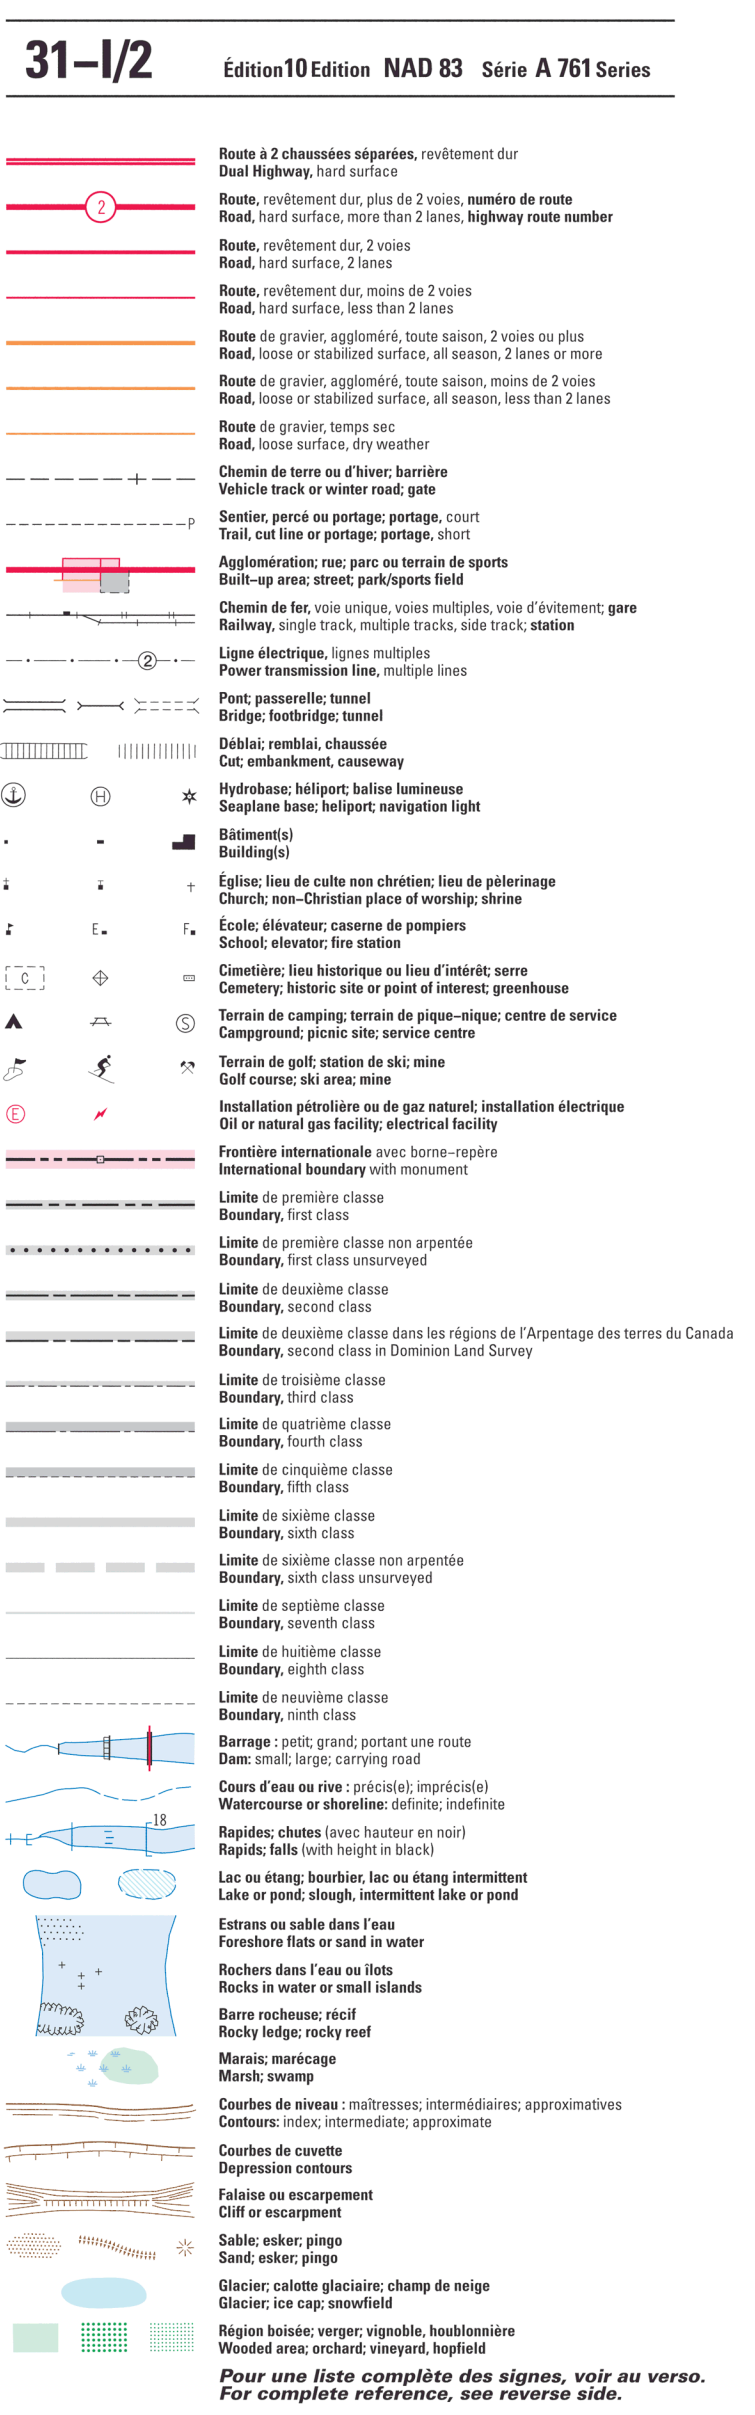 31–I/2
Édition 10 Edition NAD 83 Série A 761 Series
Route à 2 chaussées séparées, revêtement dur
Dual Highway, hard surface
2
Route, revêtement dur, plus de 2 voies, numéro de route
Road, hard surface, more than 2 lanes, highway route number
Route, revêtement dur, 2 voies
Road, hard surface, 2 lanes
Route, revêtement dur, moins de 2 voies
Road, hard surface, less than 2 lanes
Route de gravier, aggloméré, toute saison, 2 voies ou plus
Road, loose or stabilized surface, all season, 2 lanes or more
Route de gravier, aggloméré, toute saison, moins de 2 voies
Road, loose or stabilized surface, all season, less than 2 lanes
Route de gravier, temps sec
Road, loose surface, dry weather
Chemin de terre ou d'hiver; barrière
Vehicle track or winter road; gate
P
Sentier, percé ou portage; portage, court
Trail, cut line or portage; portage, short
Agglomération; rue; parc ou terrain de sports
Built–up area; street; park/sports field
Chemin de fer, voie unique, voies multiples, voie d'évitement; gare
Railway, single track, multiple tracks, side track; station
2
Ligne électrique, lignes multiples
Power transmission line, multiple lines
Pont; passerelle; tunnel
Bridge; footbridge; tunnel
Déblai; remblai, chaussée
Cut; embankment, causeway
H
Hydrobase; héliport; balise lumineuse
Seaplane base; heliport; navigation light
Bâtiment(s)
Building(s)
Église; lieu de culte non chrétien; lieu de pèlerinage
Church; non–Christian place of worship; shrine
E F
École; élévateur; caserne de pompiers
School; elevator; fire station
C
Cimetière; lieu historique ou lieu d'intérêt; serre
Cemetery; historic site or point of interest; greenhouse
S
Terrain de camping; terrain de pique–nique; centre de service
Campground; picnic site; service centre
Terrain de golf; station de ski; mine
Golf course; ski area; mine
E
Installation pétrolière ou de gaz naturel; installation électrique
Oil or natural gas facility; electrical facility
Frontière internationale avec borne–repère
International boundary with monument
Limite de première classe
Boundary, first class
Limite de première classe non arpentée
Boundary, first class unsurveyed
Limite de deuxième classe
Boundary, second class
Limite de deuxième classe dans les régions de l'Arpentage des terres du Canada
Boundary, second class in Dominion Land Survey
Limite de troisième classe
Boundary, third class
Limite de quatrième classe
Boundary, fourth class
Limite de cinquième classe
Boundary, fifth class
Limite de sixième classe
Boundary, sixth class
Limite de sixième classe non arpentée
Boundary, sixth class unsurveyed
Limite de septième classe
Boundary, seventh class
Limite de huitième classe
Boundary, eighth class
Limite de neuvième classe
Boundary, ninth class
Barrage : petit; grand; portant une route
Dam: small; large; carrying road
Cours d'eau ou rive : précis(e); imprécis(e)
Watercourse or shoreline: definite; indefinite
18
Rapides; chutes (avec hauteur en noir)
Rapids; falls (with height in black)
Lac ou étang; bourbier, lac ou étang intermittent
Lake or pond; slough, intermittent lake or pond
Estrans ou sable dans l'eau
Foreshore flats or sand in water
Rochers dans l'eau ou îlots
Rocks in water or small islands
Barre rocheuse; récif
Rocky ledge; rocky reef
Marais; marécage
Marsh; swamp
Courbes de niveau : maîtresses; intermédiaires; approximatives
Contours: index; intermediate; approximate
Courbes de cuvette
Depression contours
Falaise ou escarpement
Cliff or escarpment
Sable; esker; pingo
Sand; esker; pingo
Glacier; calotte glaciaire; champ de neige
Glacier; ice cap; snowfield
Région boisée; verger; vignoble, houblonnière
Wooded area; orchard; vineyard, hopfield
Pour une liste complète des signes, voir au verso.
For complete reference, see reverse side.